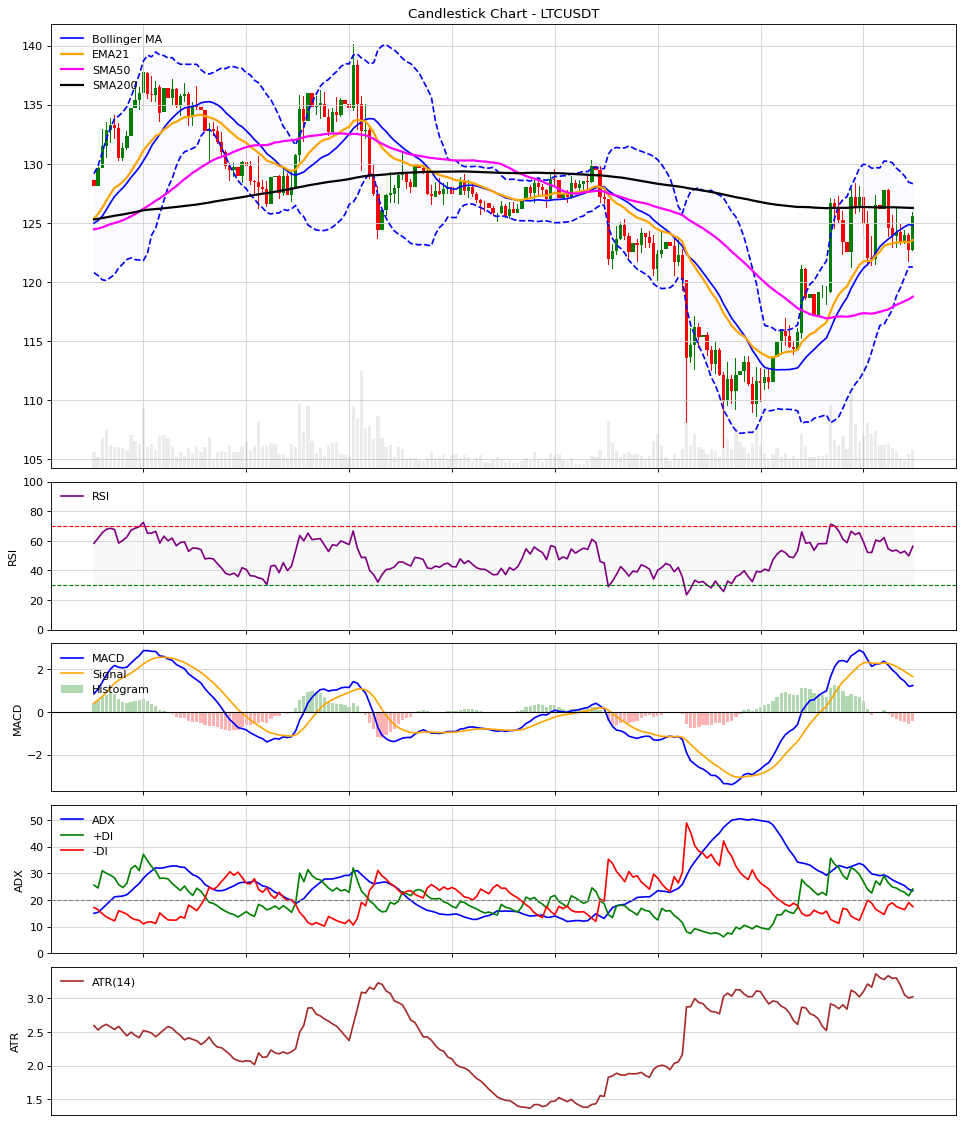 Candlestick Chart - LTCUSDT
Bollinger MA
EMA21
SMA50
SMA200
140
135
130
125
120
115
110
105
RSI
100
80
60
40
20
0
RSI
MACD
Signal
Histogram
2
0
−2
MACD
ADX
+DI
-DI
50
40
30
20
10
0
ADX
ATR(14)
3.0
2.5
2.0
1.5
ATR